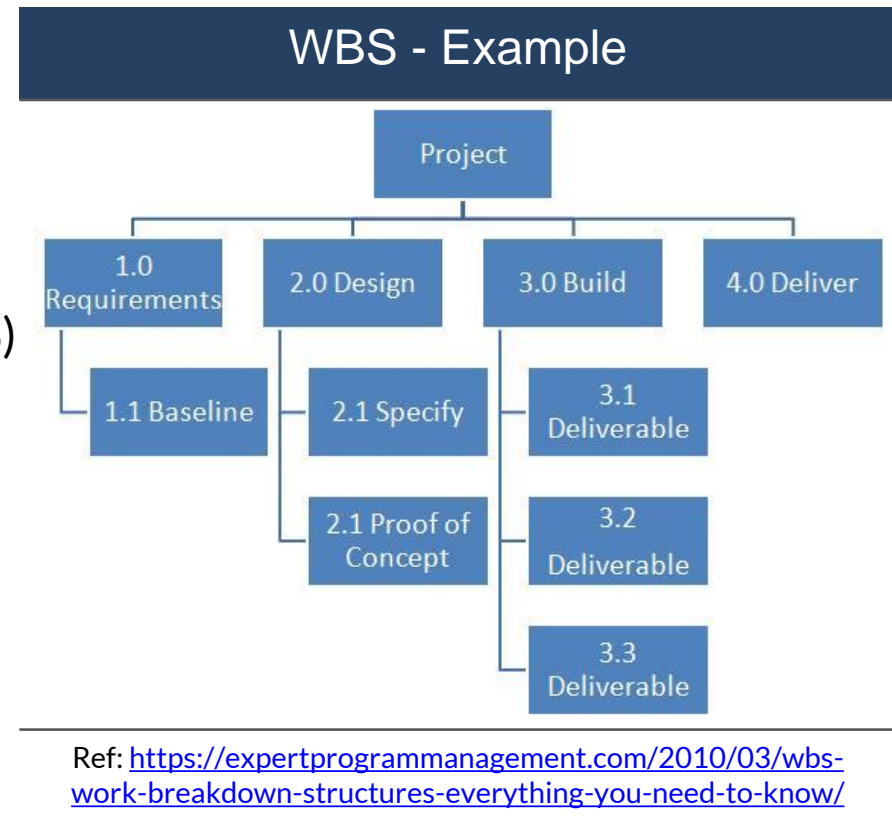 WBS - Example
Project
1.0
Requirements
2.0 Design
3.0 Build
4.0 Deliver
)
1.1 Baseline
2.1 Specify
3.1
Deliverable
2.1 Proof of
Concept
3.2
Deliverable
3.3
Deliverable
Ref: https://expertprogrammanagement.com/2010/03/wbs-
work-breakdown-structures-everything-you-need-to-know/